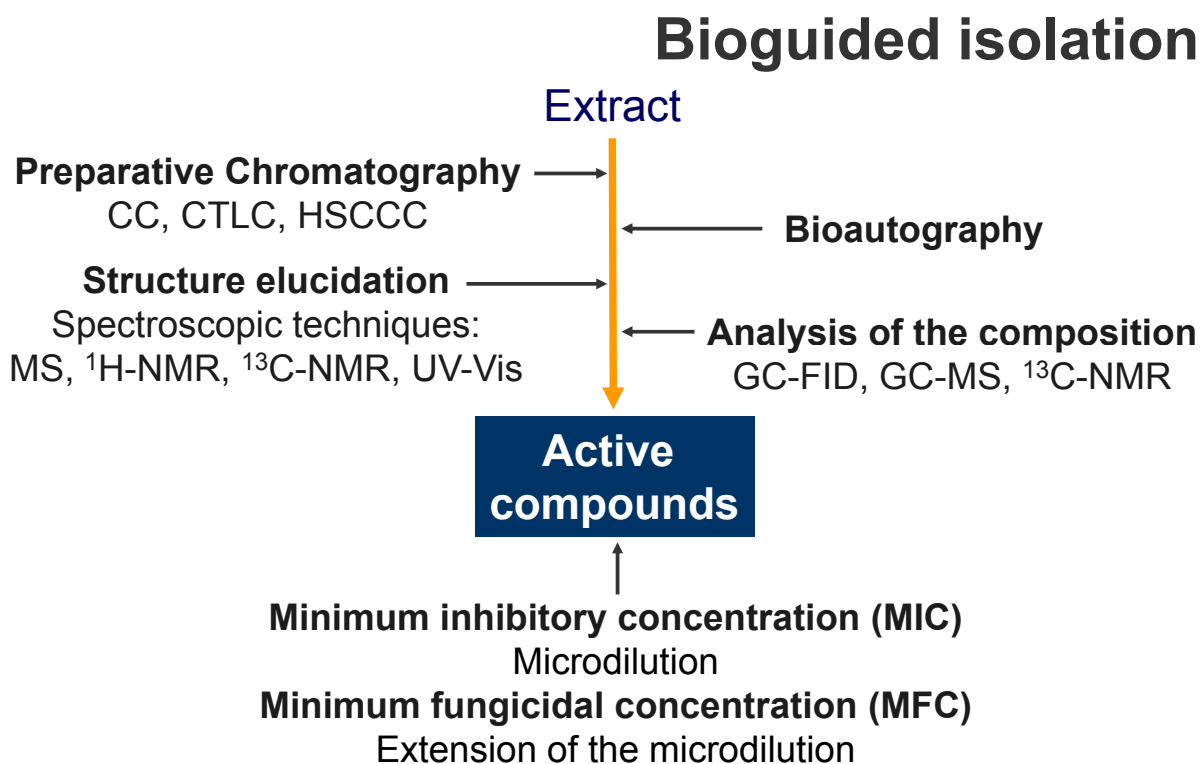 Bioguided isolation
Extract
Preparative Chromatography
CC, CTLC, HSCCC
Bioautography
Structure elucidation
Spectroscopic techniques:
MS, ¹H-NMR, ¹³C-NMR, UV-Vis
Analysis of the composition
GC-FID, GC-MS, ¹³C-NMR
Active
compounds
Minimum inhibitory concentration (MIC)
Microdilution
Minimum fungicidal concentration (MFC)
Extension of the microdilution